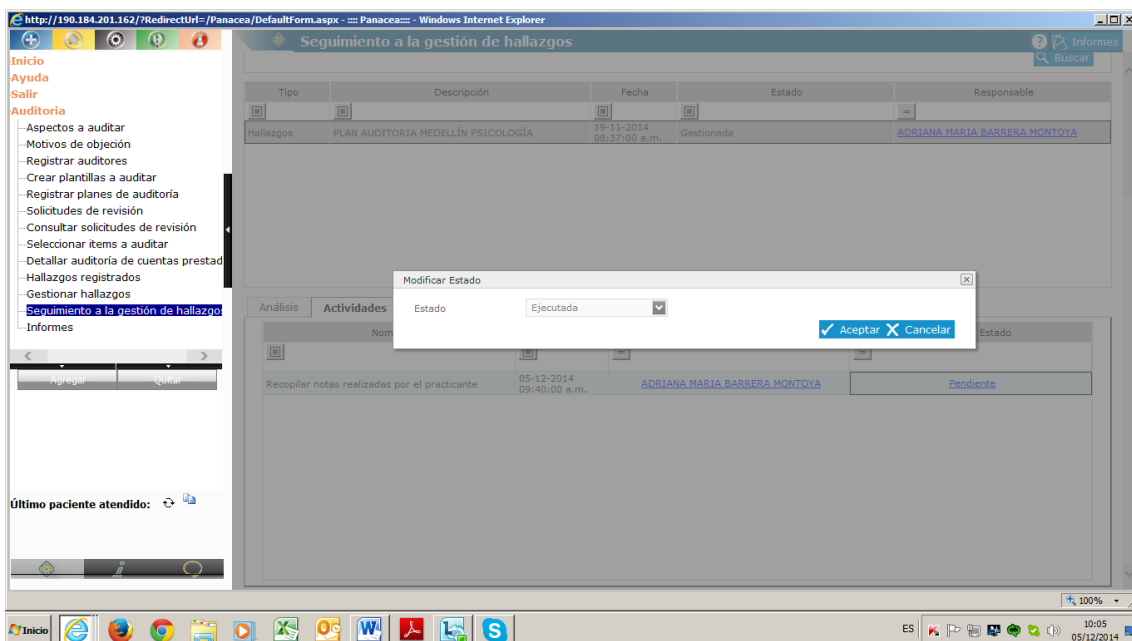 http://190.184.201.162/?RedirectUrl=/Panacea/DefaultForm.aspx - :::: Panacea:::: - Windows Internet Explorer
Seguimiento a la gestión de hallazgos
Informes
Buscar
Inicio
Ayuda
Salir
Auditoria
Aspectos a auditar
Motivos de objeción
Registrar auditores
Crear plantillas a auditar
Registrar planes de auditoría
Solicitudes de revisión
Consultar solicitudes de revisión
Seleccionar items a auditar
Detallar auditoría de cuentas prestad
Hallazgos registrados
Gestionar hallazgos
Seguimiento a la gestión de hallazgo
Informes
Agregar Quitar
Último paciente atendido:
Tipo Descripción Fecha Estado Responsable
Hallazgos PLAN AUDITORIA MEDELLÍN PSICOLOGÍA 19-11-2014 Gestionada ADRIANA MARIA BARRERA MONTOYA
08:37:00 a.m.
Modificar Estado
Estado Ejecutada
Aceptar Cancelar
Análisis Actividades
Nom Estado
Recopilar notas realizadas por el practicante 05-12-2014 ADRIANA MARIA BARRERA MONTOYA Pendiente
09:40:00 a.m.
100%
Inicio ES 10:05
05/12/2014